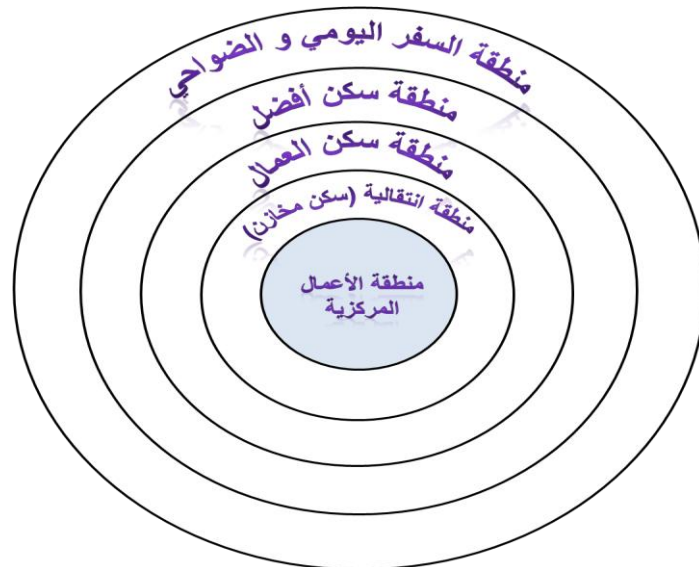 منطقة السفر اليومي و الضواحي
منطقة سكن أفضل
منطقة سكن العمال
منطقة انتقالية (سكن مخازن)
منطقة الأعمال
المركزية